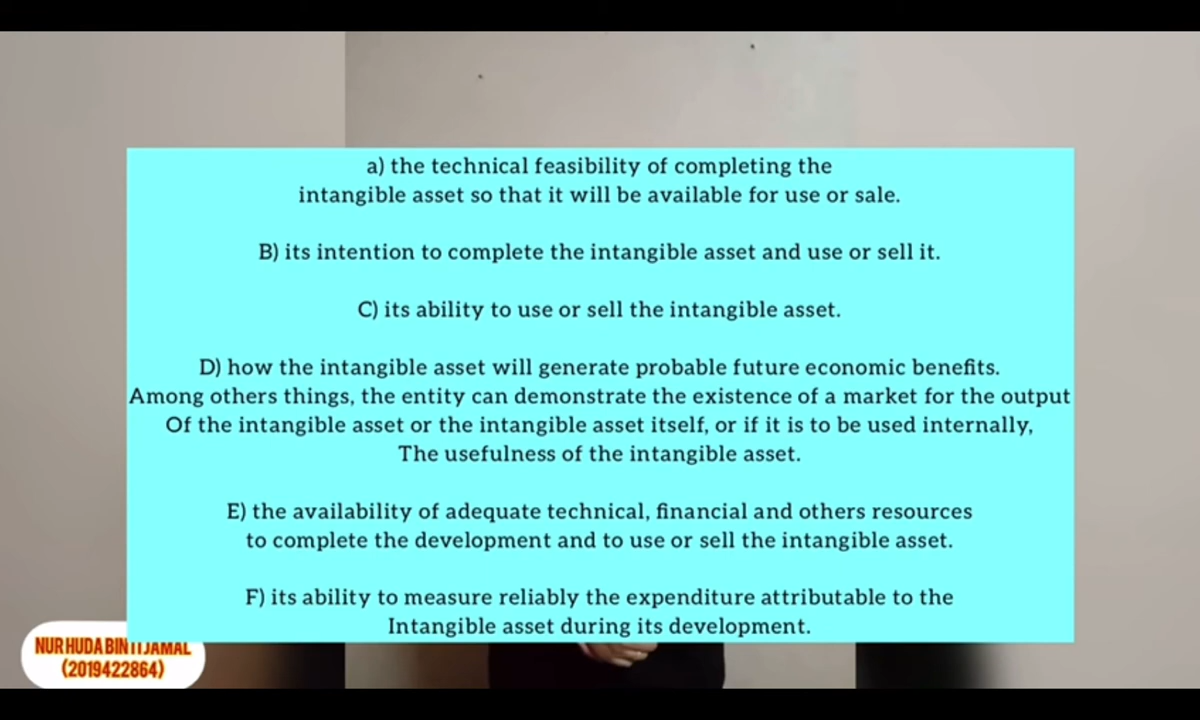 a) the technical feasibility of completing the
intangible asset so that it will be available for use or sale.
B) its intention to complete the intangible asset and use or sell it.
C) its ability to use or sell the intangible asset.
D) how the intangible asset will generate probable future economic benefits.
Among others things, the entity can demonstrate the existence of a market for the output
Of the intangible asset or the intangible asset itself, or if it is to be used internally,
The usefulness of the intangible asset.
E) the availability of adequate technical, financial and others resources
to complete the development and to use or sell the intangible asset.
F) its ability to measure reliably the expenditure attributable to the
Intangible asset during its development.
NUR HUDA BINTI JAMAL
(2019422864)